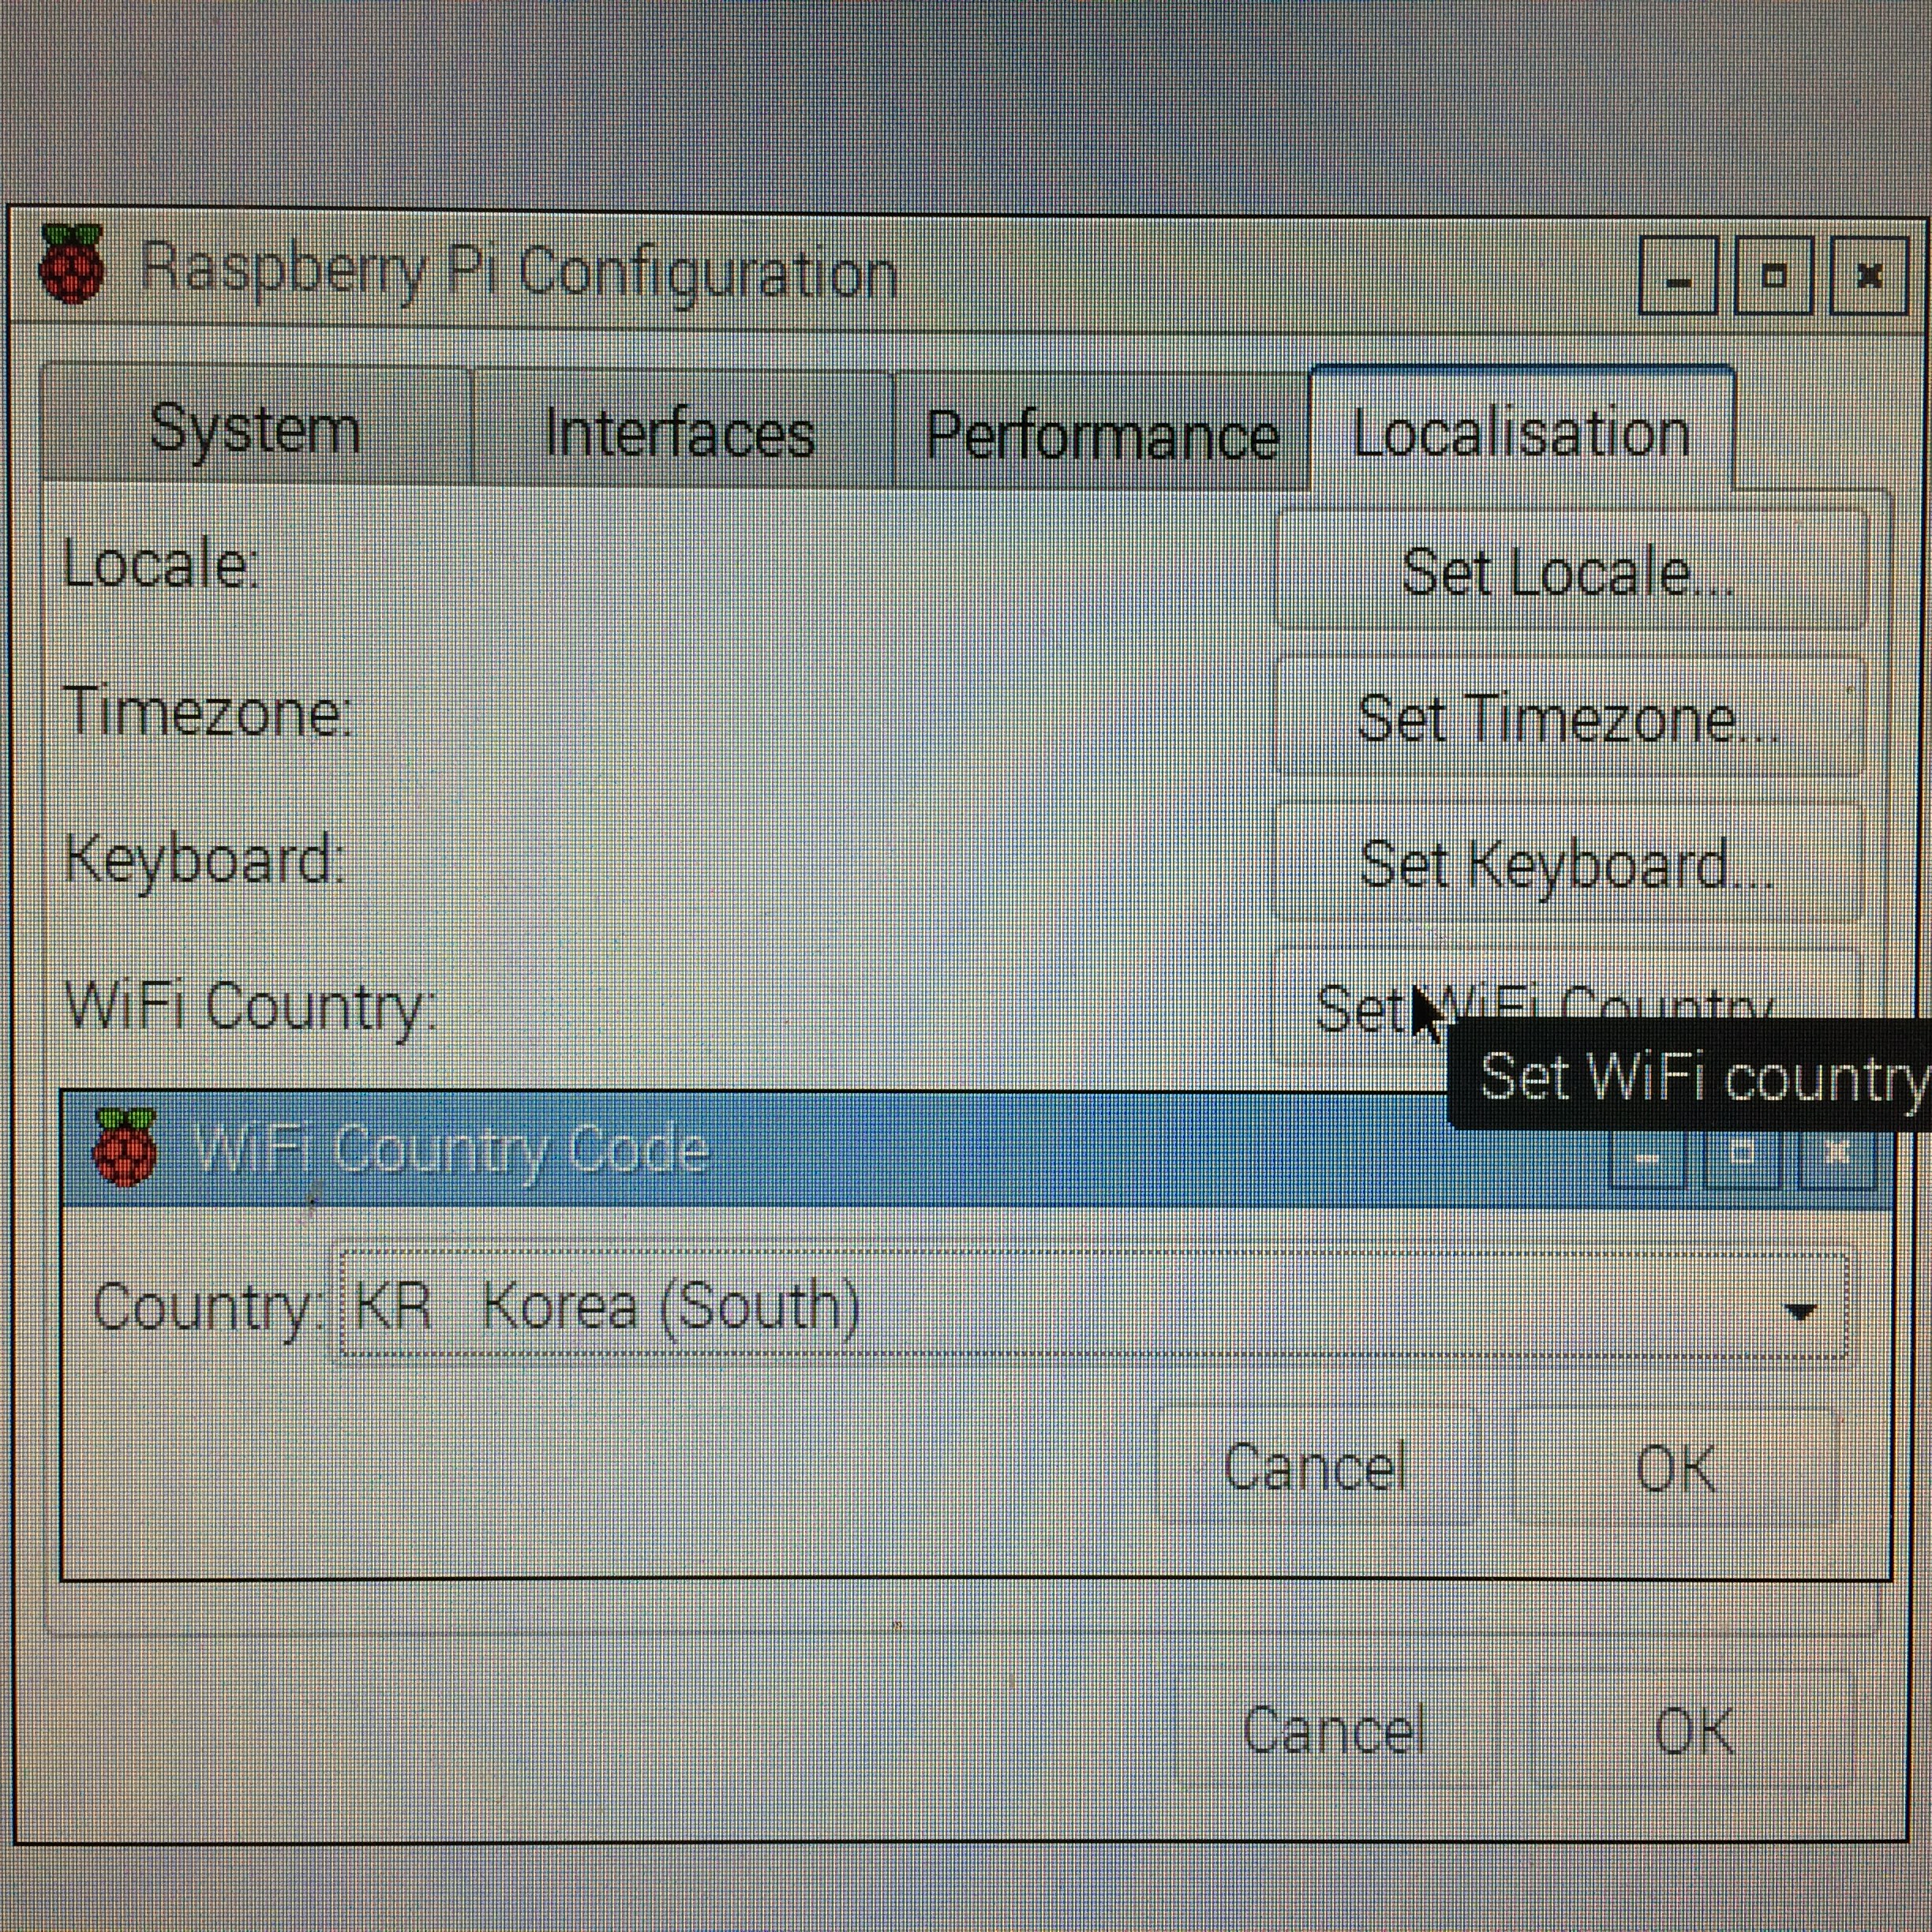 Raspberry Pi Configuration
System Interfaces Performance Localisation
Locale: Set Locale...
Timezone: Set Timezone...
Keyboard: Set Keyboard...
WiFi Country: Set WiFi Country
Set WiFi country
WiFi Country Code
Country: KR Korea (South)
Cancel OK
Cancel OK